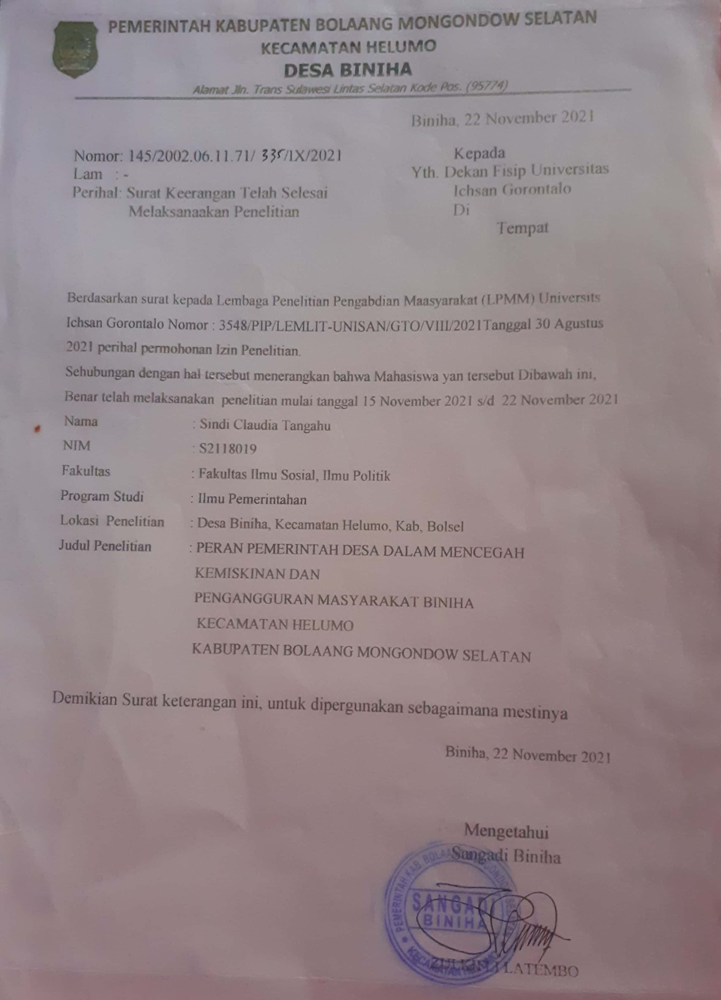 PEMERINTAH KABUPATEN BOLAANG MONGONDOW SELATAN
KECAMATAN HELUMO
DESA BINIHA
Alamat Jln. Trans Sulawesi Lintas Selatan Kode Pos. (95774)
Biniha, 22 November 2021
Nomor: 145/2002.06.11.71/ 335/IX/2021
Lam : -
Perihal: Surat Keerangan Telah Selesai
Melaksanaakan Penelitian
Kepada
Yth. Dekan Fisip Universitas
Ichsan Gorontalo
Di
Tempat
Berdasarkan surat kepada Lembaga Penelitian Pengabdian Maasyarakat (LPMM) Universits
Ichsan Gorontalo Nomor : 3548/PIP/LEMLIT-UNISAN/GTO/VIII/2021Tanggal 30 Agustus
2021 perihal permohonan Izin Penelitian.
Sehubungan dengan hal tersebut menerangkan bahwa Mahasiswa yan tersebut Dibawah ini,
Benar telah melaksanakan penelitian mulai tanggal 15 November 2021 s/d 22 November 2021
Nama : Sindi Claudia Tangahu
NIM : S2118019
Fakultas : Fakultas Ilmu Sosial, Ilmu Politik
Program Studi : Ilmu Pemerintahan
Lokasi Penelitian : Desa Biniha, Kecamatan Helumo, Kab, Bolsel
Judul Penelitian : PERAN PEMERINTAH DESA DALAM MENCEGAH
KEMISKINAN DAN
PENGANGGURAN MASYARAKAT BINIHA
KECAMATAN HELUMO
KABUPATEN BOLAANG MONGONDOW SELATAN
Demikian Surat keterangan ini, untuk dipergunakan sebagaimana mestinya
Biniha, 22 November 2021
Mengetahui
Sangadi Biniha
PEMERINTAH KAB. BOLAANG MONGONDOW SELATAN
SANGADI
BINIHA
KECAMATAN HELUMO
LATEMBO